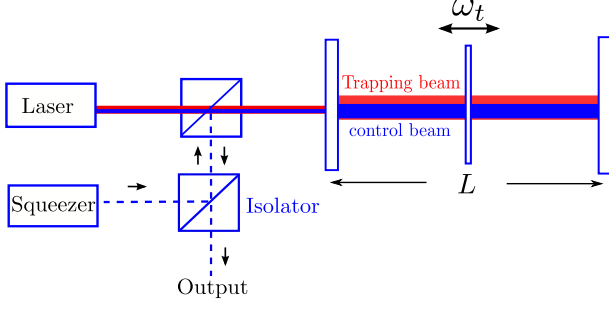 ω_t
Laser
Trapping beam
control beam
L
Squeezer
Isolator
Output